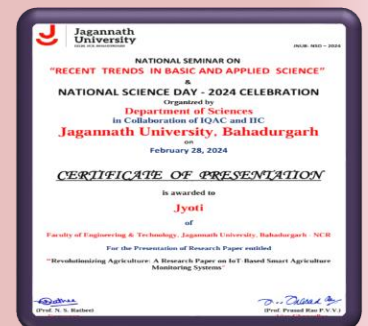 Jagannath
University
JNUB: NSD – 2024
NATIONAL SEMINAR ON
"RECENT TRENDS IN BASIC AND APPLIED SCIENCE"
&
NATIONAL SCIENCE DAY - 2024 CELEBRATION
Organized by
Department of Sciences
in Collaboration of IQAC and IIC
Jagannath University, Bahadurgarh
on
February 28, 2024
CERTIFICATE OF PRESENTATION
is awarded to
Jyoti
of
Faculty of Engineering & Technology, Jagannath University, Bahadurgarh - NCR
For the Presentation of Research Paper entitled
"Revolutionizing Agriculture: A Research Paper on IoT-Based Smart Agriculture
Monitoring Systems"
(Prof. N. S. Rathee) (Prof. Prasad Rao P.V.V.)